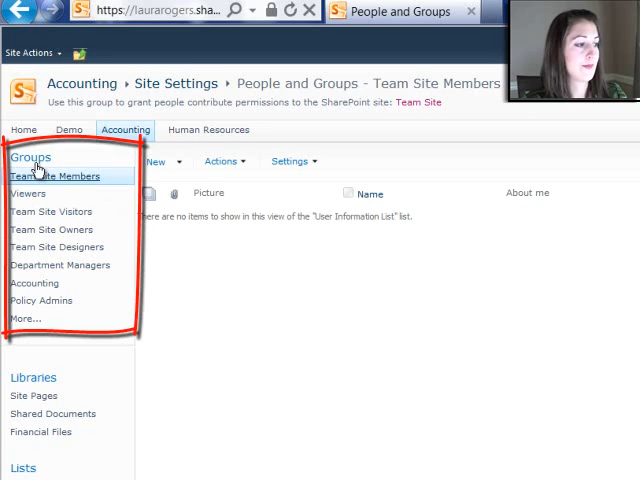 https://laurarogers.sha...
People and Groups
Site Actions
Accounting ▸ Site Settings ▸ People and Groups - Team Site Members
Use this group to grant people contribute permissions to the SharePoint site: Team Site
Home Demo Accounting Human Resources
Groups
Team Site Members
Viewers
Team Site Visitors
Team Site Owners
Team Site Designers
Department Managers
Accounting
Policy Admins
More...
New Actions Settings
Picture Name About me
There are no items to show in this view of the "User Information List" list.
Libraries
Site Pages
Shared Documents
Financial Files
Lists